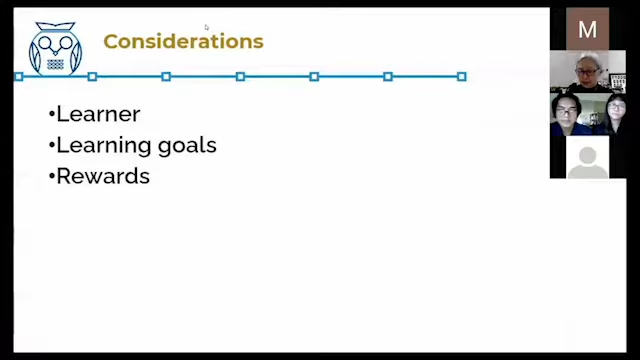 Considerations
•Learner
•Learning goals
•Rewards
M